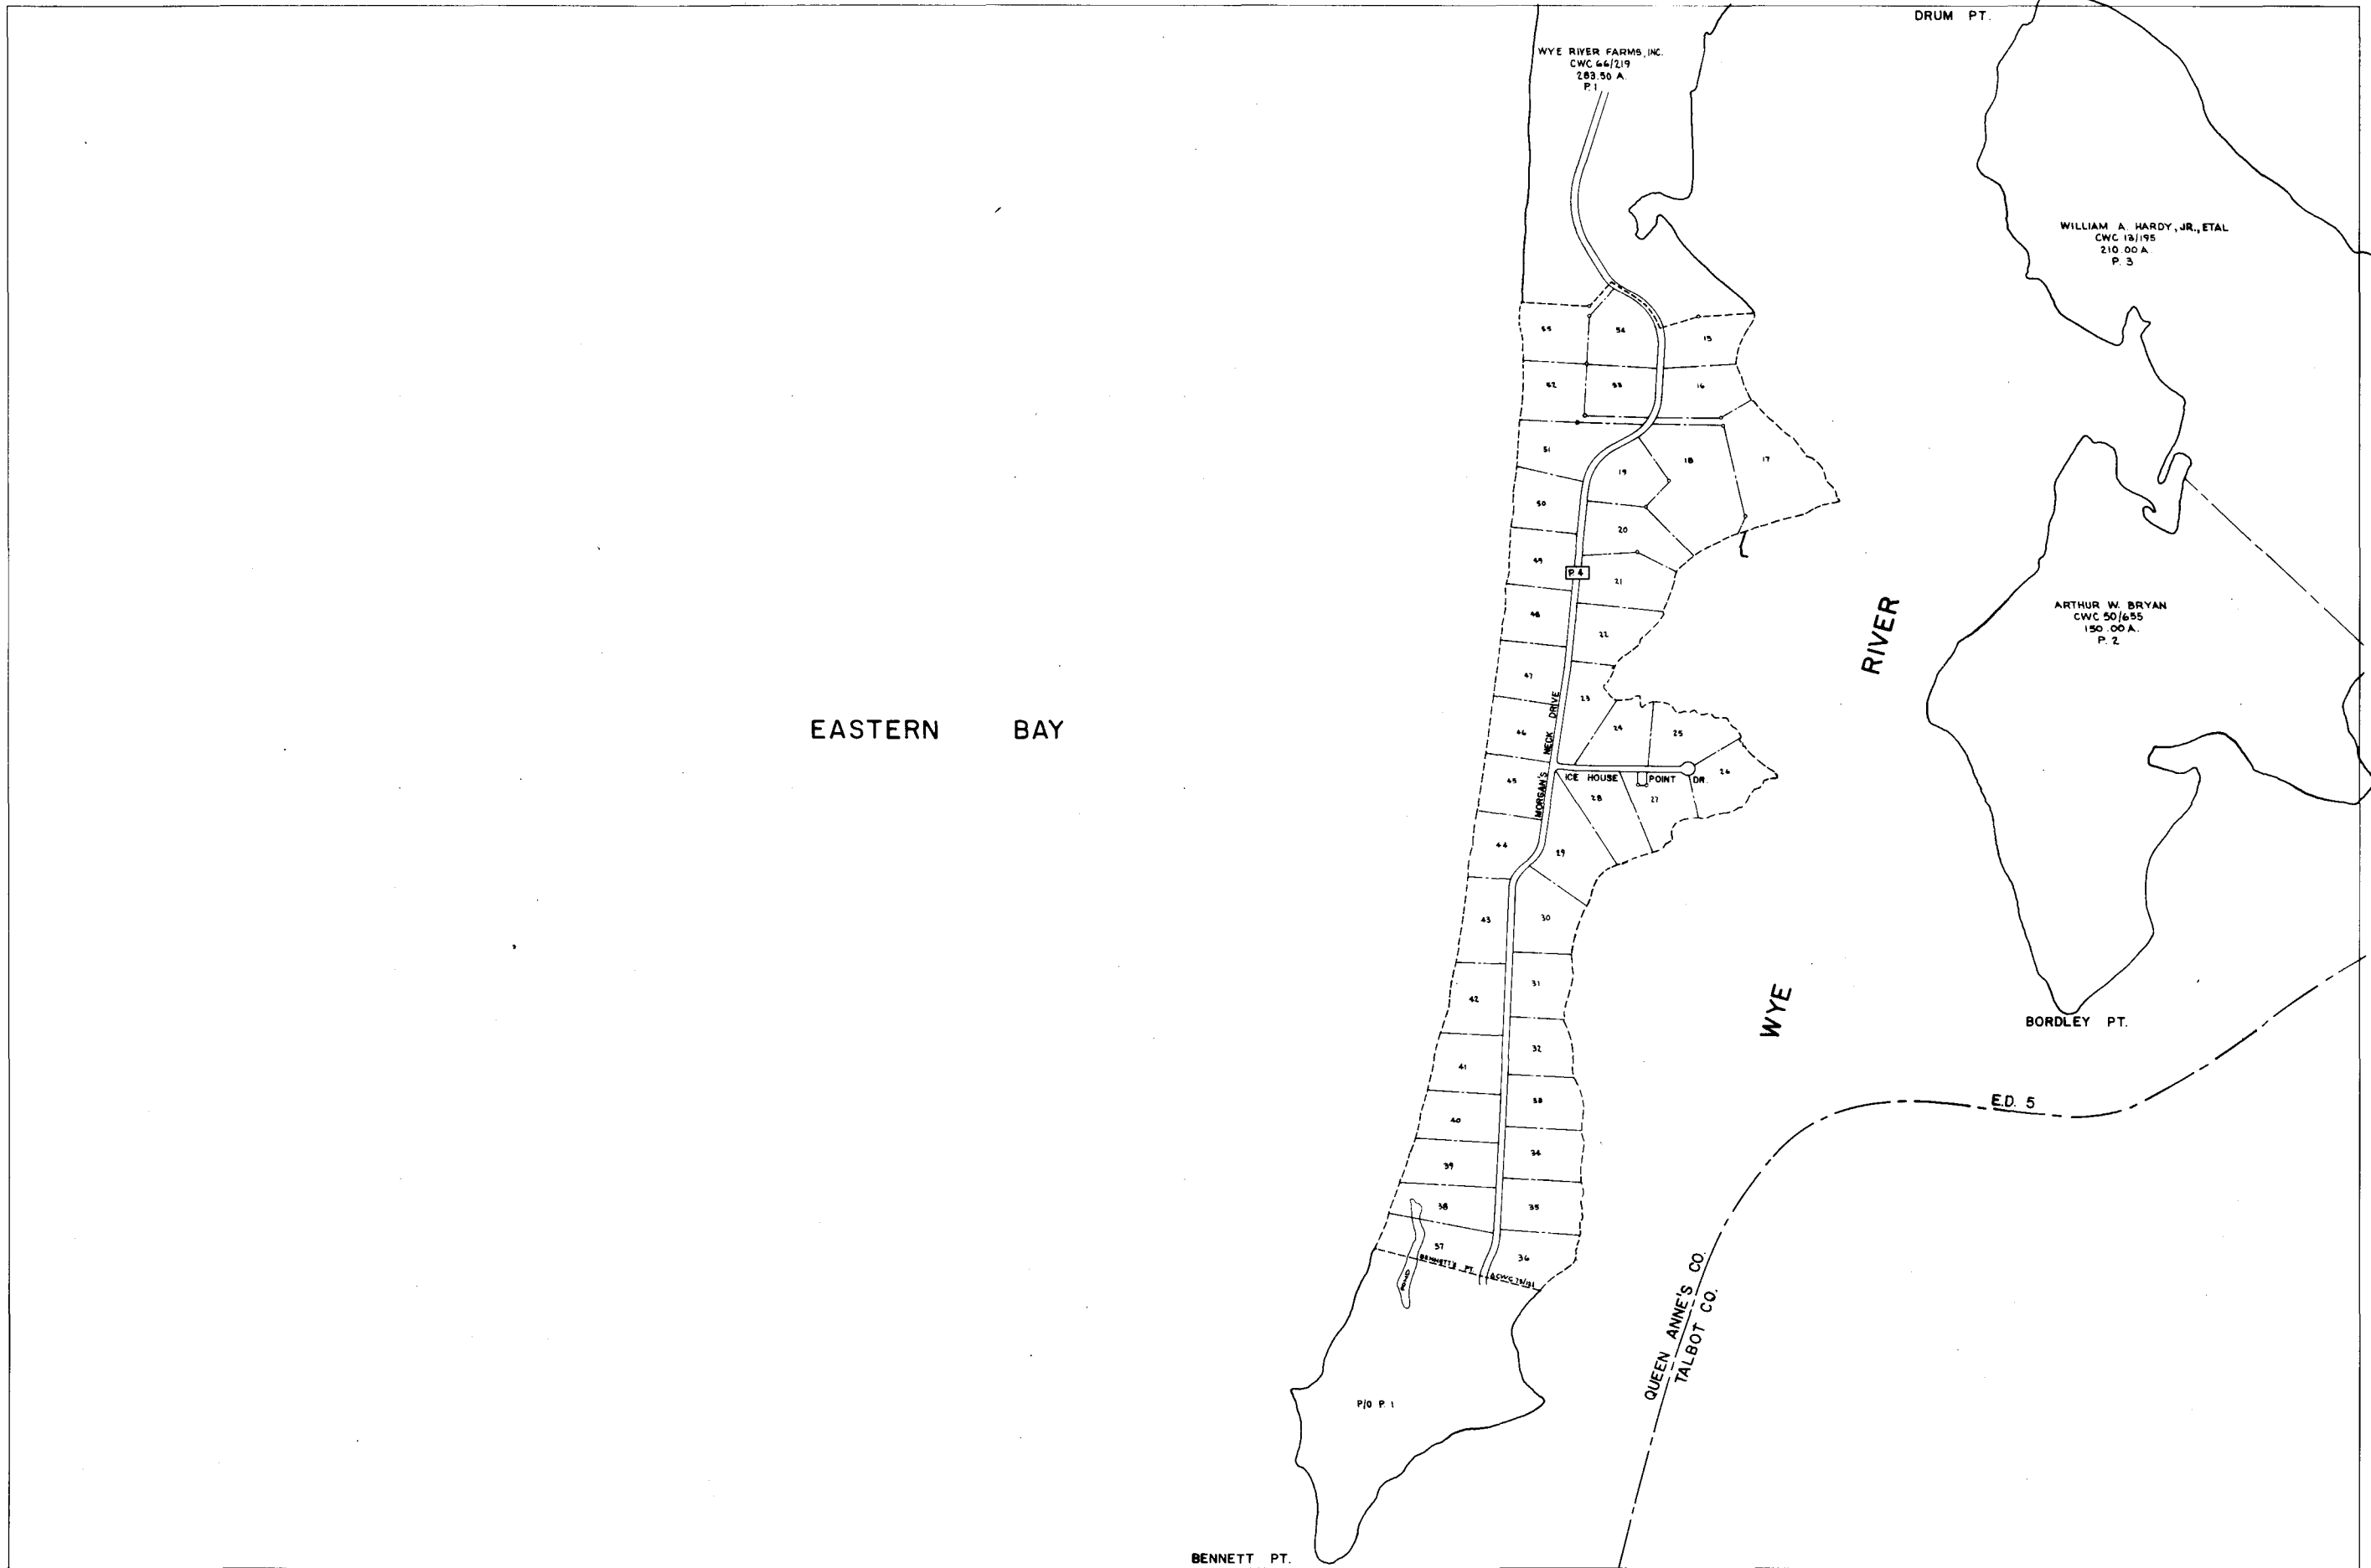 DRUM PT.
WYE RIVER FARMS, INC.
CWC 66/219
283.50 A.
P. 1
WILLIAM A. HARDY, JR., ETAL
CWC 13/195
210.00 A
P. 3
55
54
15
52
53
16
51
19
18
17
50
20
49
P. 4
21
ARTHUR W. BRYAN
CWC 50/655
150.00 A.
P. 2
48
22
RIVER
47
23
MORGAN'S NECK DRIVE
EASTERN BAY
46
24
25
45
ICE HOUSE POINT DR
26
28
27
44
29
43
30
42
31
WYE
BORDLEY PT.
32
41
E.D. 5
40
34
39
38
35
57
36
BENNETT'S PT.
POND
QUEEN ANNE'S CO.
TALBOT CO.
P/O P. 1
BENNETT PT.